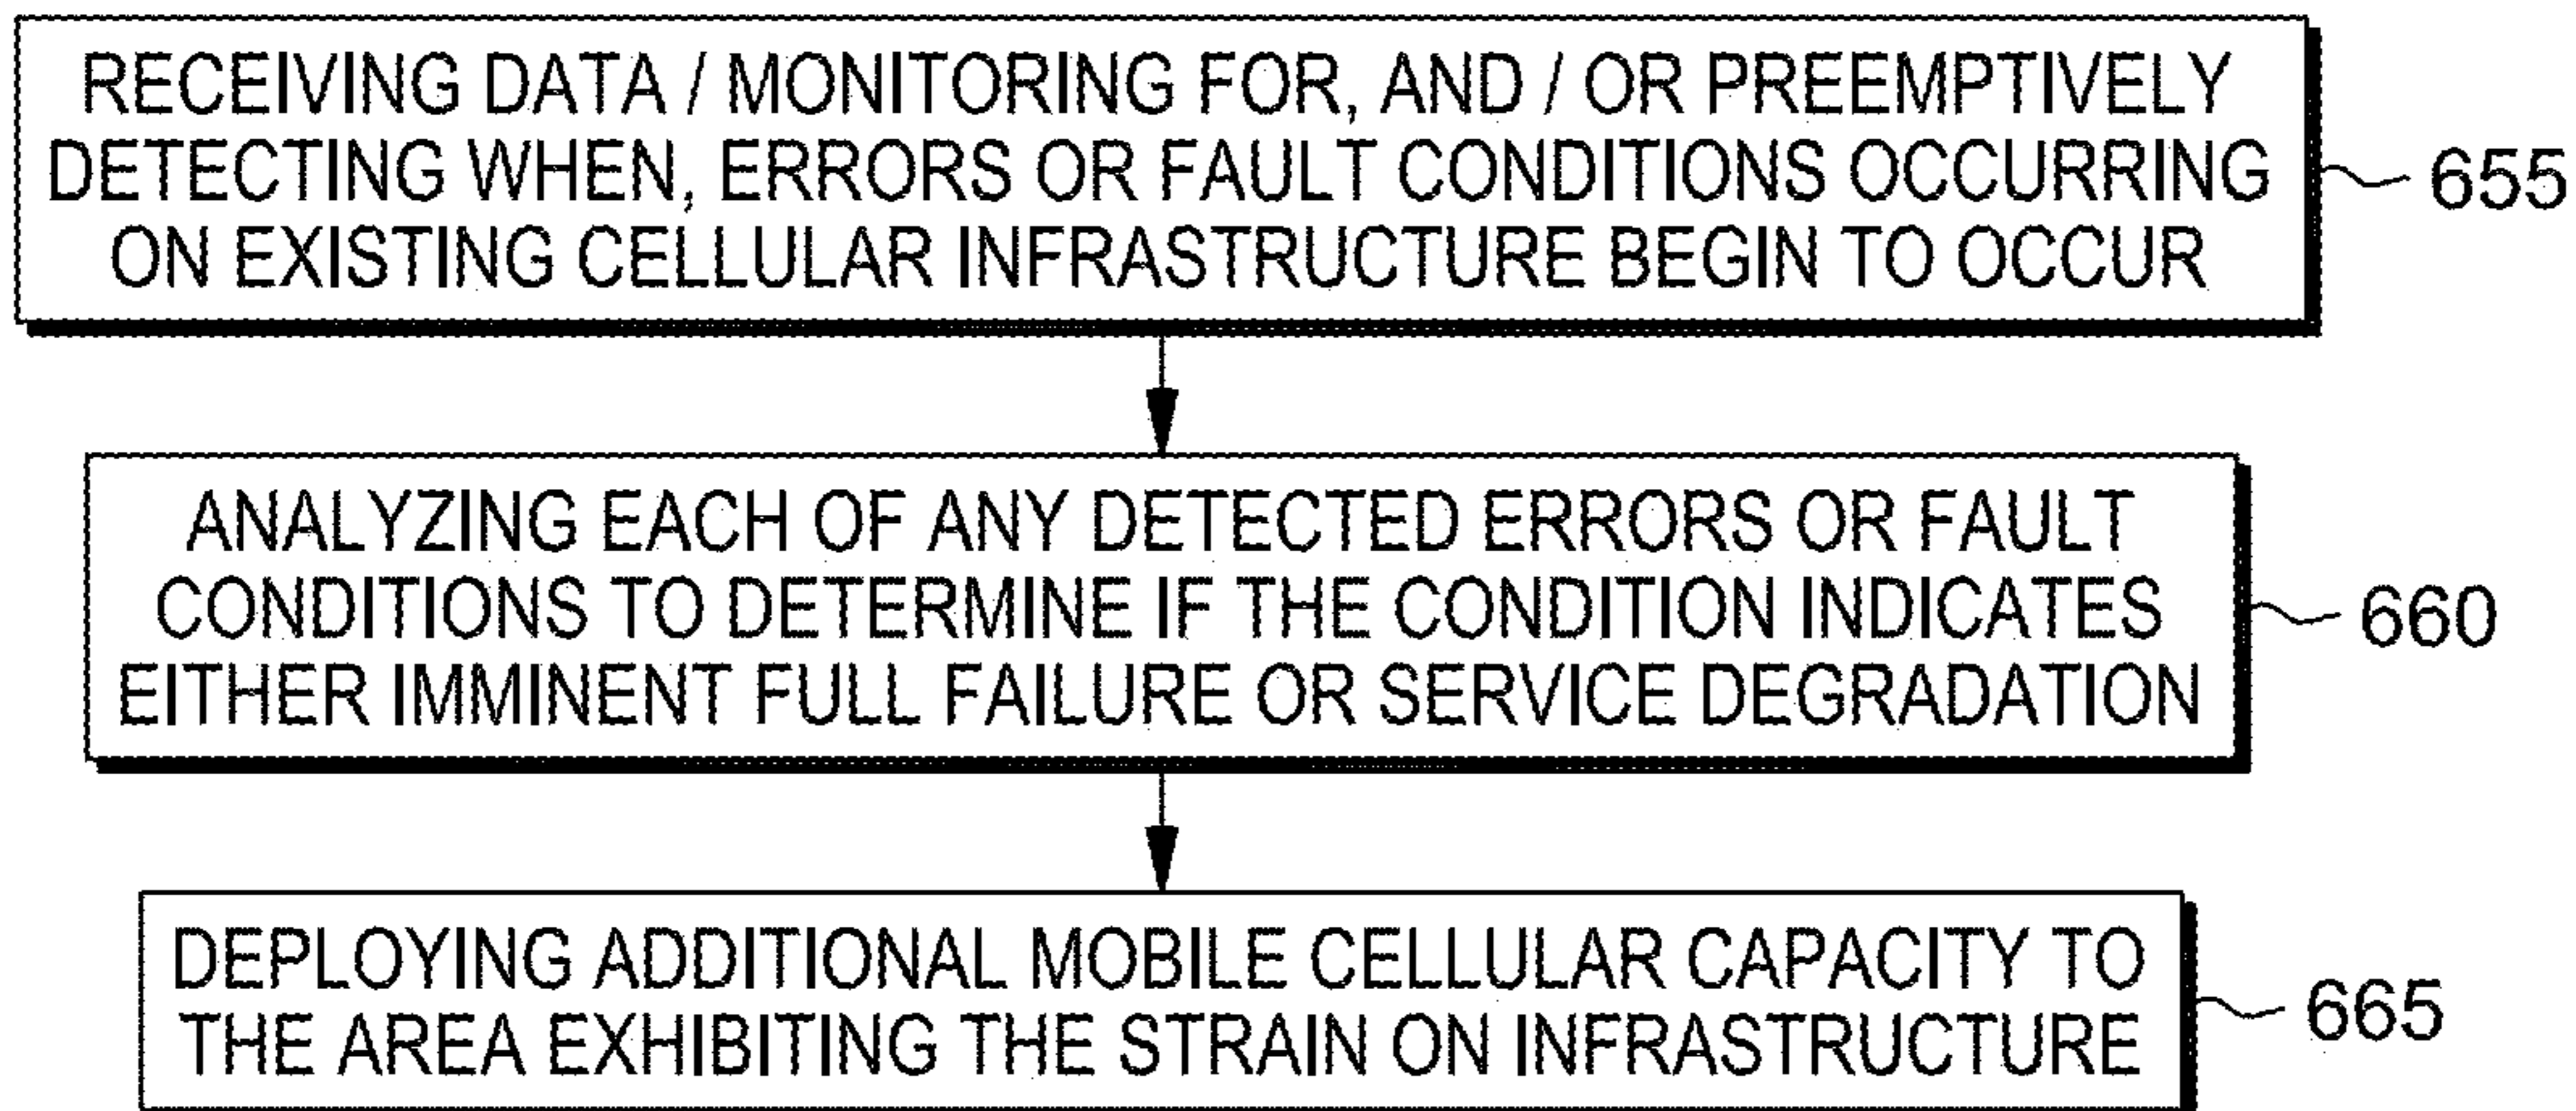 RECEIVING DATA / MONITORING FOR, AND / OR PREEMPTIVELY
DETECTING WHEN, ERRORS OR FAULT CONDITIONS OCCURRING
ON EXISTING CELLULAR INFRASTRUCTURE BEGIN TO OCCUR
655
ANALYZING EACH OF ANY DETECTED ERRORS OR FAULT
CONDITIONS TO DETERMINE IF THE CONDITION INDICATES
EITHER IMMINENT FULL FAILURE OR SERVICE DEGRADATION
660
DEPLOYING ADDITIONAL MOBILE CELLULAR CAPACITY TO
THE AREA EXHIBITING THE STRAIN ON INFRASTRUCTURE
665